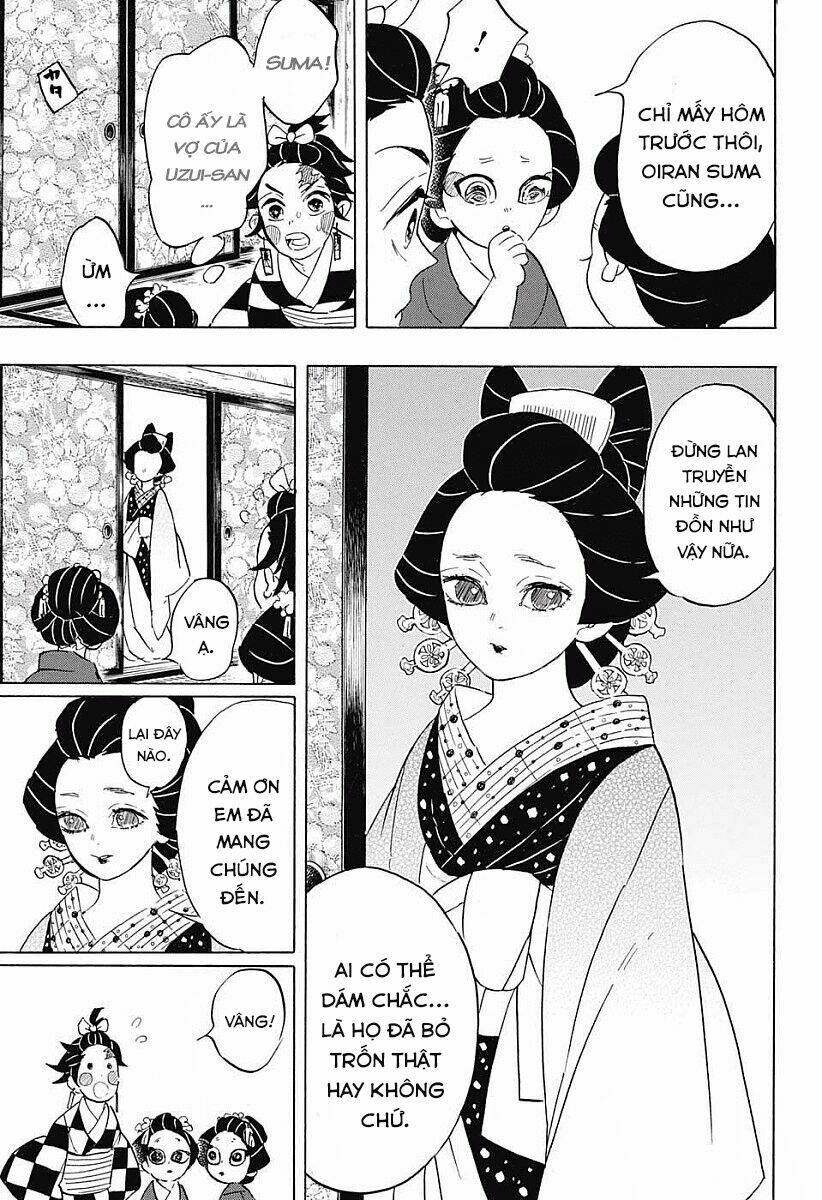 CHỈ MẤY HÔM
TRƯỚC THÔI,
OIRAN SUMA
CŨNG...
!
SUMA!
CÔ ẤY LÀ
VỢ CỦA
UZUI-SAN
...
ヤタ
ỪM
...
ĐỪNG LAN
TRUYỀN
NHỮNG TIN
ĐỒN NHƯ
VẬY NỮA.
AI CÓ THỂ
DÁM CHẮC...
LÀ HỌ ĐÃ BỎ
TRỐN THẬT
HAY KHÔNG
CHỨ.
VÂNG
Ạ.
LẠI ĐÂY
NÀO.
CẢM ƠN
EM ĐÃ
MANG
CHÚNG
ĐẾN.
VÂNG!